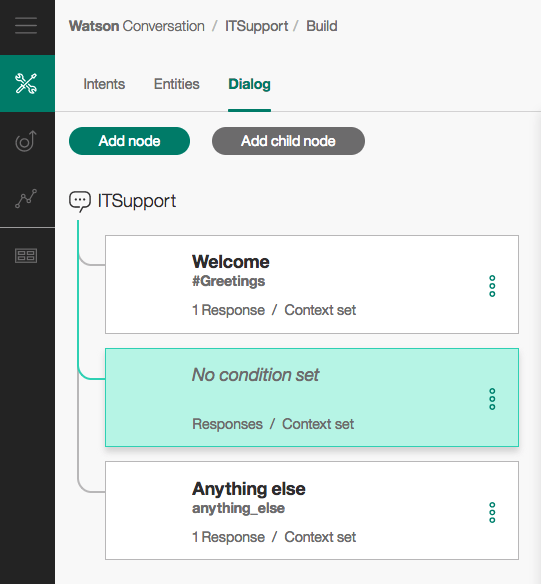 Watson Conversation / ITSupport / Build
Intents Entities Dialog
Add node Add child node
ITSupport
Welcome
#Greetings
1 Response / Context set
No condition set
Responses / Context set
Anything else
anything_else
1 Response / Context set